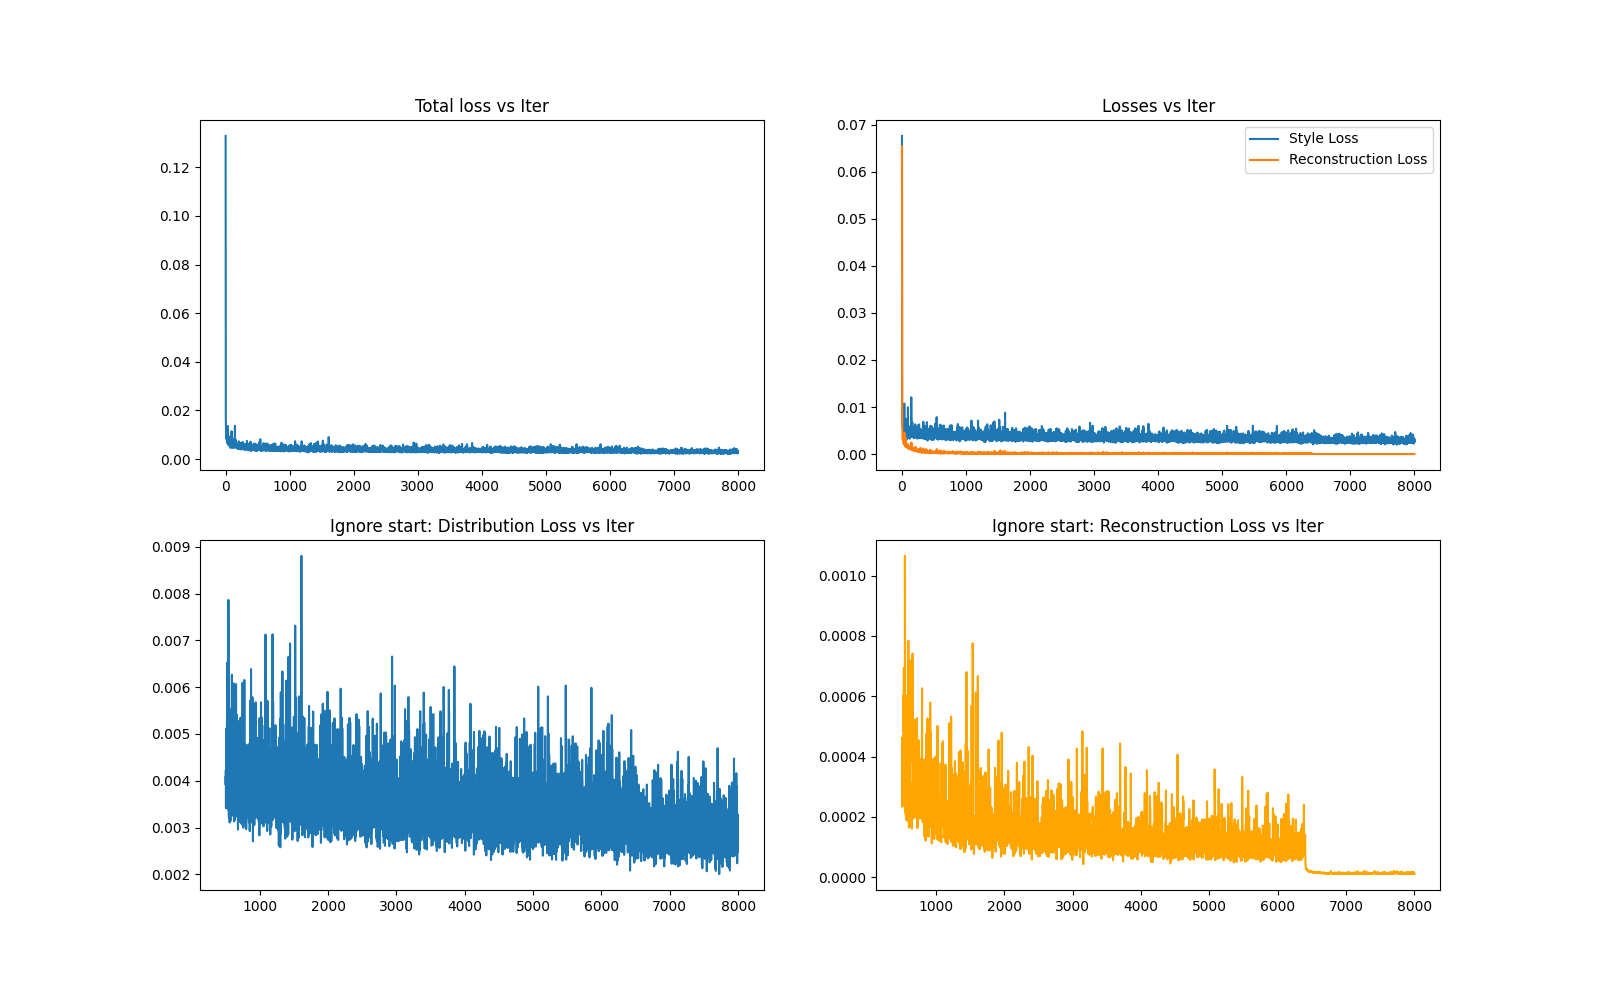 Total loss vs Iter
0.12
0.10
0.08
0.06
0.04
0.02
0.00
0 1000 2000 3000 4000 5000 6000 7000 8000
Losses vs Iter
Style Loss
Reconstruction Loss
0.07
0.06
0.05
0.04
0.03
0.02
0.01
0.00
0 1000 2000 3000 4000 5000 6000 7000 8000
Ignore start: Distribution Loss vs Iter
0.009
0.008
0.007
0.006
0.005
0.004
0.003
0.002
1000 2000 3000 4000 5000 6000 7000 8000
Ignore start: Reconstruction Loss vs Iter
0.0010
0.0008
0.0006
0.0004
0.0002
0.0000
1000 2000 3000 4000 5000 6000 7000 8000